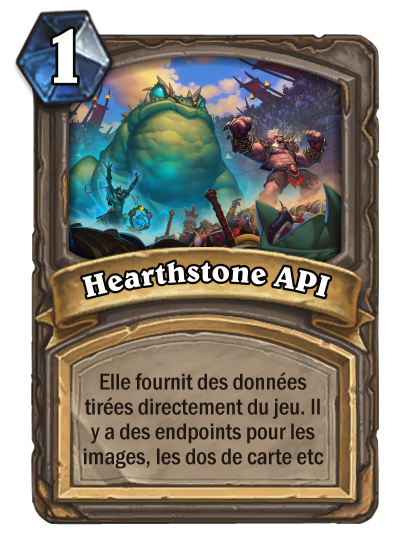 1
Hearthstone API
Elle fournit des données
tirées directement du jeu. Il
y a des endpoints pour les
images, les dos de carte etc